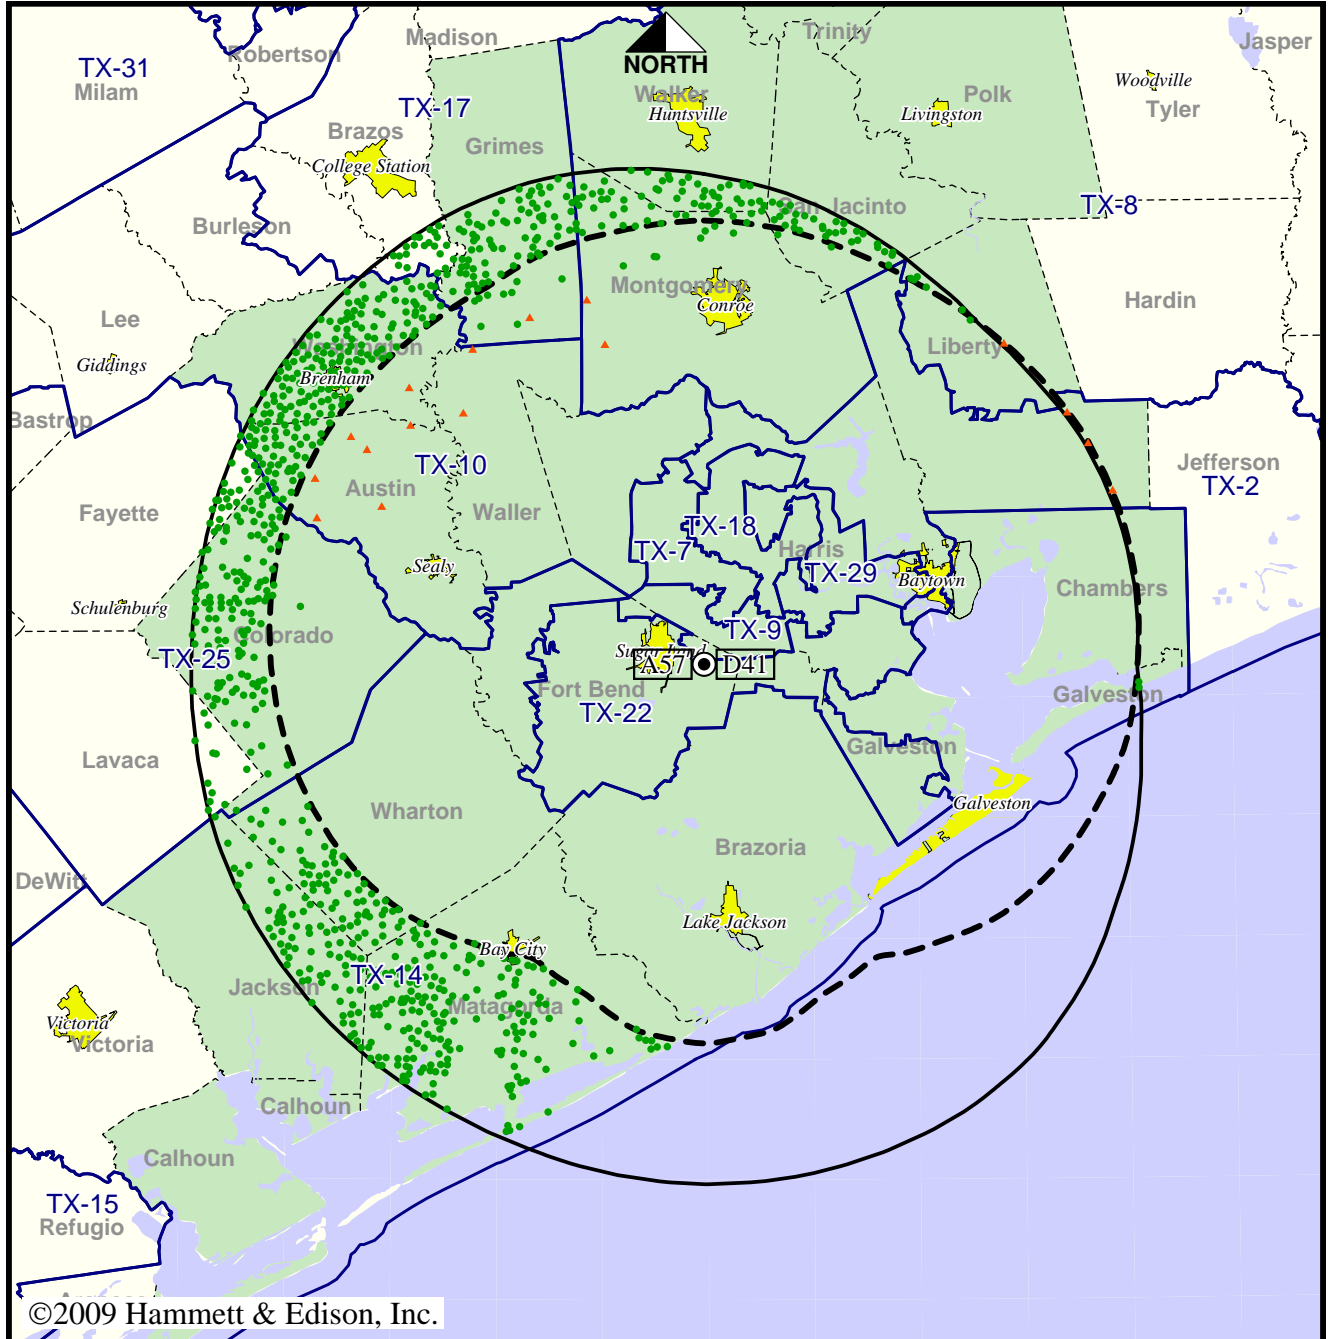 Madison
Trinity
Robertson
Jasper
TX-31
NORTH
Milam
Woodville
Walker
Polk
TX-17
Huntsville
Livingston
Tyler
Brazos
Grimes
College Station
TX-8
San Jacinto
Burleson
Montgomery
Hardin
Conroe
Lee
Washington
Liberty
Giddings
Brenham
Bastrop
TX-10
Jefferson
Austin
TX-2
Fayette
Waller
TX-18
TX-7
Harris
TX-29
Sealy
Baytown
Chambers
Schulenburg
Colorado
TX-9
TX-25
Sugar Land
A57
D41
Fort Bend
Galveston
TX-22
Galveston
Lavaca
Galveston
Wharton
Brazoria
DeWitt
Lake Jackson
Bay City
TX-14
Jackson
Matagorda
Victoria
Victoria
Calhoun
Calhoun
TX-15
Refugio
©2009 Hammett & Edison, Inc.